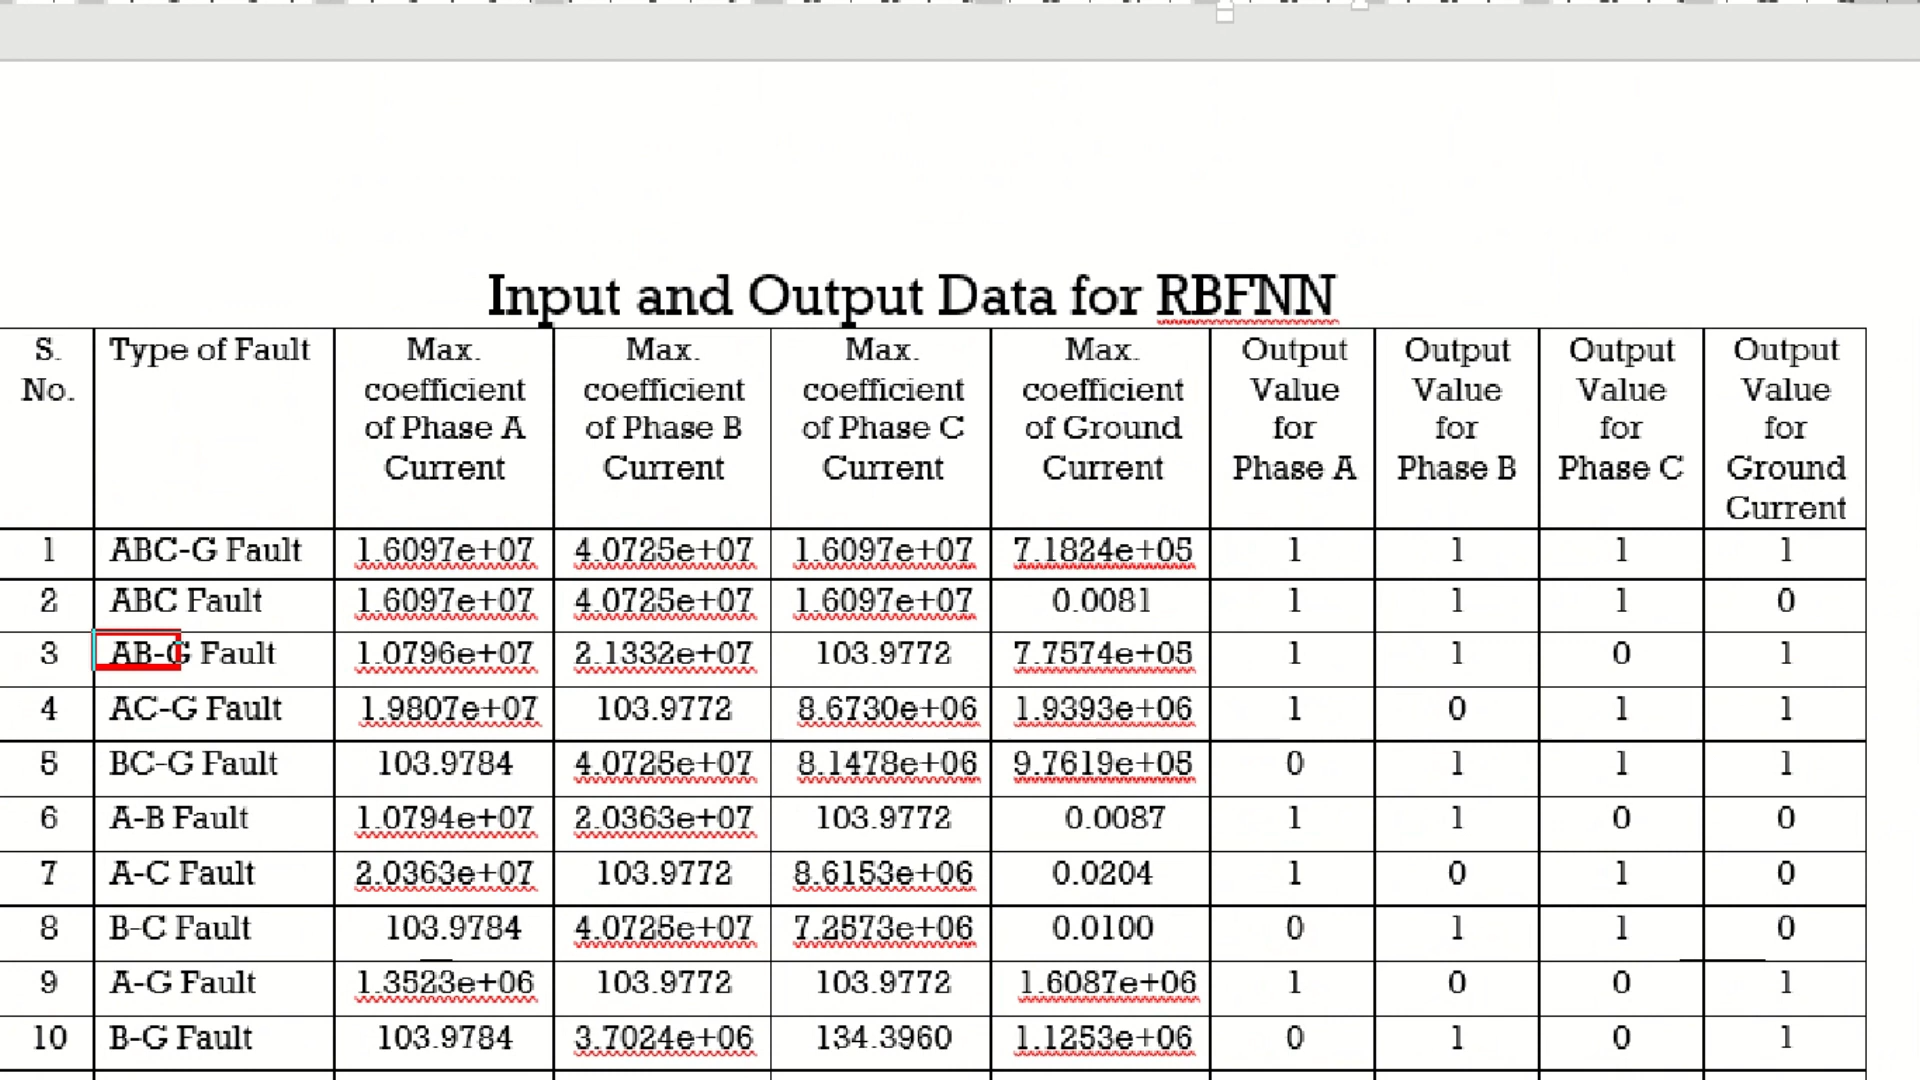 Input and Output Data for RBFNN
S. No. Type of Fault Max. coefficient of Phase A Current Max. coefficient of Phase B Current Max. coefficient of Phase C Current Max. coefficient of Ground Current Output Value for Phase A Output Value for Phase B Output Value for Phase C Output Value for Ground Current
1 ABC-G Fault 1.6097e+07 4.0725e+07 1.6097e+07 7.1824e+05 1 1 1 1
2 ABC Fault 1.6097e+07 4.0725e+07 1.6097e+07 0.0081 1 1 1 0
3 AB-G Fault 1.0796e+07 2.1332e+07 103.9772 7.7574e+05 1 1 0 1
4 AC-G Fault 1.9807e+07 103.9772 8.6730e+06 1.9393e+06 1 0 1 1
5 BC-G Fault 103.9784 4.0725e+07 8.1478e+06 9.7619e+05 0 1 1 1
6 A-B Fault 1.0794e+07 2.0363e+07 103.9772 0.0087 1 1 0 0
7 A-C Fault 2.0363e+07 103.9772 8.6153e+06 0.0204 1 0 1 0
8 B-C Fault 103.9784 4.0725e+07 7.2573e+06 0.0100 0 1 1 0
9 A-G Fault 1.3523e+06 103.9772 103.9772 1.6087e+06 1 0 0 1
10 B-G Fault 103.9784 3.7024e+06 134.3960 1.1253e+06 0 1 0 1